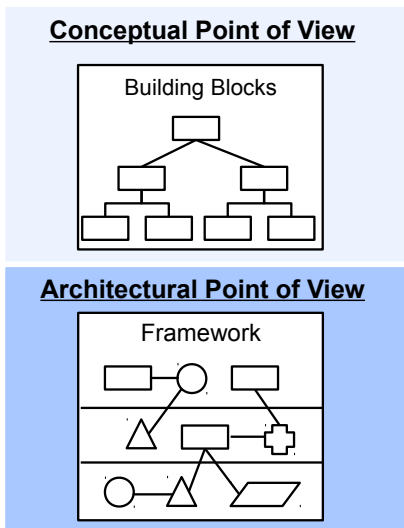 Conceptual Point of View
Building Blocks
Architectural Point of View
Framework